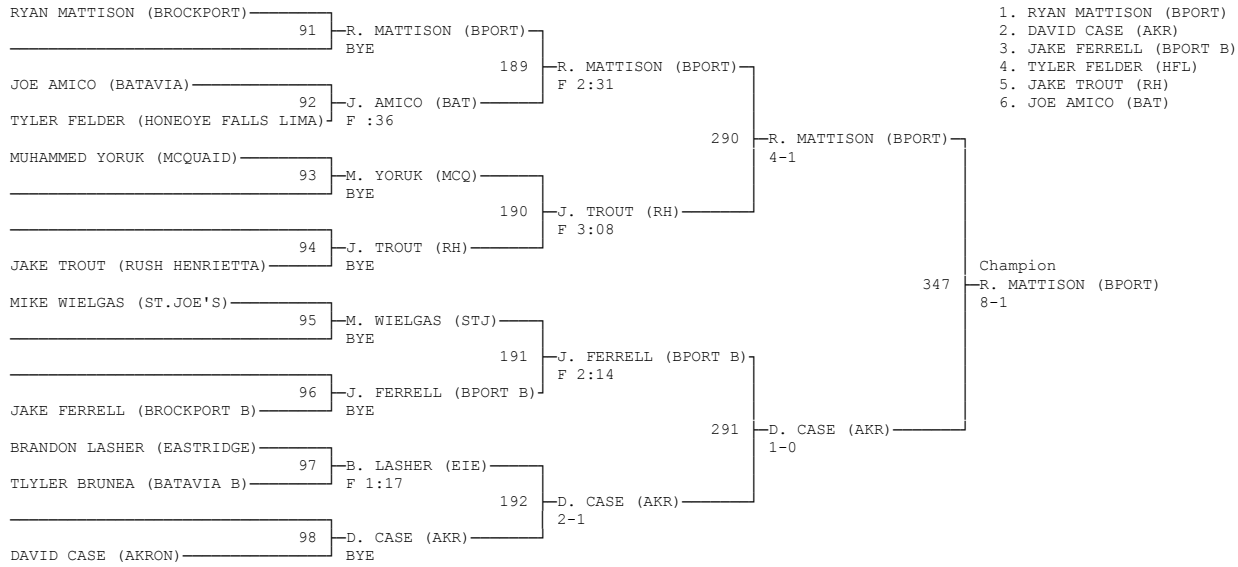 RYAN MATTISON (BROCKPORT)
1. RYAN MATTISON (BPORT)
91 R. MATTISON (BPORT)
2. DAVID CASE (AKR)
BYE
3. JAKE FERRELL (BPORT B)
189 R. MATTISON (BPORT)
4. TYLER FELDER (HFL)
JOE AMICO (BATAVIA)
F 2:31
5. JAKE TROUT (RH)
92 J. AMICO (BAT)
6. JOE AMICO (BAT)
TYLER FELDER (HONEOYE FALLS LIMA) F :36
290 R. MATTISON (BPORT)
MUHAMMED YORUK (MCQUAID)
4-1
93 M. YORUK (MCQ)
BYE
190 J. TROUT (RH)
F 3:08
94 J. TROUT (RH)
JAKE TROUT (RUSH HENRIETTA) BYE
Champion
347 R. MATTISON (BPORT)
MIKE WIELGAS (ST.JOE'S)
8-1
95 M. WIELGAS (STJ)
BYE
191 J. FERRELL (BPORT B)
F 2:14
96 J. FERRELL (BPORT B)
JAKE FERRELL (BROCKPORT B) BYE
291 D. CASE (AKR)
BRANDON LASHER (EASTRIDGE)
1-0
97 B. LASHER (EIE)
TLYLER BRUNEA (BATAVIA B) F 1:17
192 D. CASE (AKR)
2-1
98 D. CASE (AKR)
DAVID CASE (AKRON) BYE